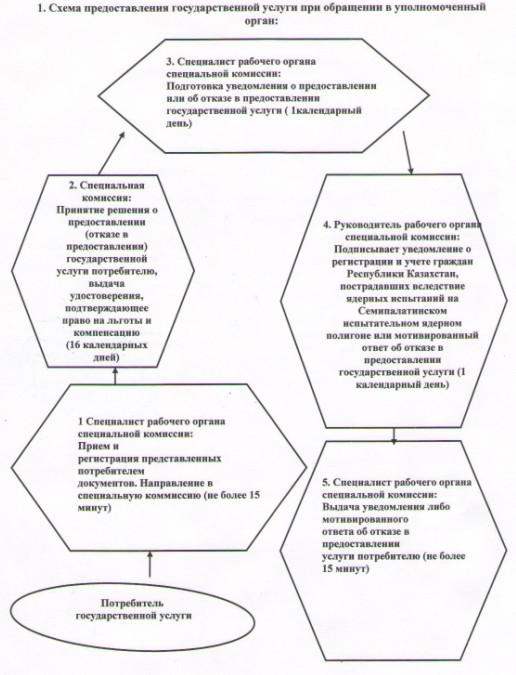 1. Схема предоставления государственной услуги при обращении в уполномоченный
орган:
3. Специалист рабочего органа
специальной комиссии:
Подготовка уведомления о предоставлении
или об отказе в предоставлении
государственной услуги ( 1календарный
день)
2. Специальная
комиссия:
Принятие решения о
предоставлении
(отказе в
предоставлении)
государственной
услуги потребителю,
выдача
удостоверения,
подтверждающее
право на льготы и
компенсацию
(16 календарных
дней)
4. Руководитель рабочего органа
специальной комиссии:
Подписывает уведомление о
регистрации и учете граждан
Республики Казахстан,
пострадавших вследствие
ядерных испытаний на
Семипалатинском
испытательном ядерном
полигоне или мотивированный
ответ об отказе в
предоставлении
государственной услуги (1
календарный день)
1 Специалист рабочего органа
специальной комиссии:
Прием и
регистрация представленных
потребителем
документов. Направление в
специальную коммиссию (не более 15
минут)
5. Специалист рабочего органа
специальной комиссии:
Выдача уведомления либо
мотивированного
ответа об отказе в
предоставлении
услуги потребителю (не более
15 минут)
Потребитель
государственной услуги